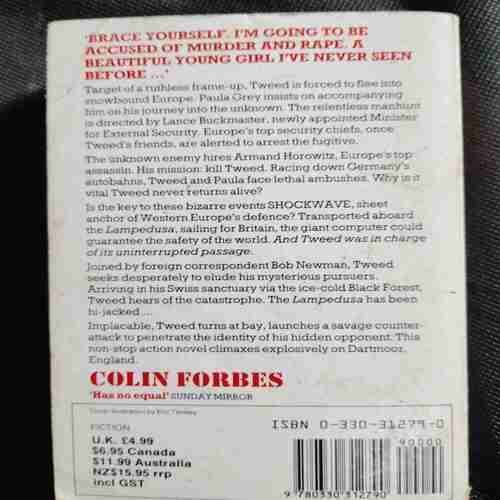 'BRACE YOURSELF. I'M GOING TO BE
ACCUSED OF MURDER AND RAPE. A
BEAUTIFUL YOUNG GIRL I'VE NEVER SEEN
BEFORE ...'
Target of a ruthless frame-up, Tweed is forced to flee into
snowbound Europe. Paula Grey insists on accompanying
him on his journey into the unknown. The relentless manhunt
is directed by Lance Buckmaster, newly appointed Minister
for External Security. Europe's top security chiefs, once
Tweed's friends, are alerted to arrest the fugitive.
The unknown enemy hires Armand Horowitz, Europe's top
assassin. His mission: kill Tweed. Racing down Germany's
autobahns, Tweed and Paula face lethal ambushes. Why is it
vital Tweed never returns alive?
Is the key to these bizarre events SHOCKWAVE, sheet
anchor of Western Europe's defence? Transported aboard
the Lampedusa, sailing for Britain, the giant computer could
guarantee the safety of the world. And Tweed was in charge
of its uninterrupted passage.
Joined by foreign correspondent Bob Newman, Tweed
seeks desperately to elude his mysterious pursuers.
Arriving in his Swiss sanctuary via the ice-cold Black Forest,
Tweed hears of the catastrophe. The Lampedusa has been
hi-jacked ...
Implacable, Tweed turns at bay, launches a savage counter-
attack to penetrate the identity of his hidden opponent. This
non-stop action novel climaxes explosively on Dartmoor,
England.
COLIN FORBES
'Has no equal' SUNDAY MIRROR
Cover illustration by
FICTION
U.K. £4.99
$6.95 Canada
$11.99 Australia
NZ$15.95 rrp
incl GST
ISBN 0-330-31279-0
90000
9 780330 312790